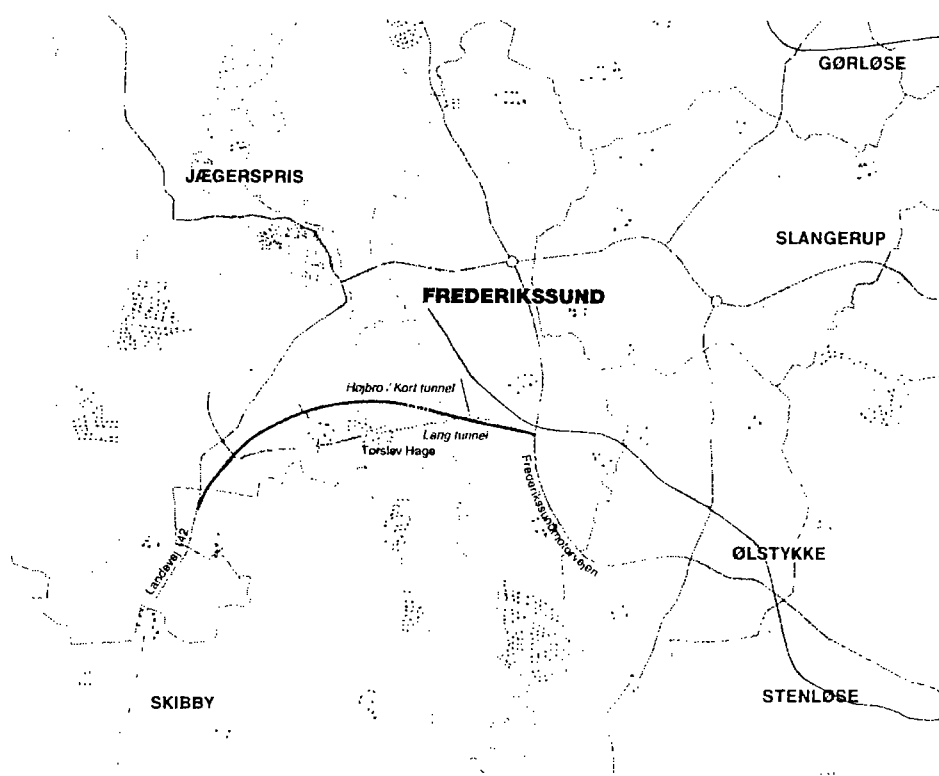 GØRLØSE
JÆGERSPRIS
SLANGERUP
FREDERIKSSUND
Højbro / Kort tunnel
Lang tunnel
Torslev Hage
Frederikssundmotorvejen
Landevej 142
ØLSTYKKE
SKIBBY
STENLØSE